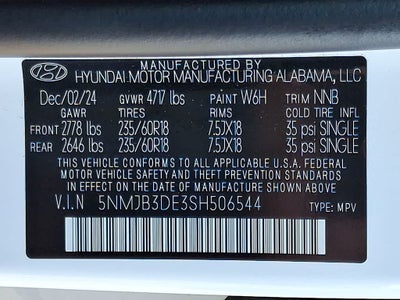 MFD BY
HYUNDAI MOTOR MANUFACTURING ALABAMA, LLC
Dec/02/24 GVWR 4717 lbs PAINT W6H TRIM NNB
GAWR TIRES RIMS COLD TIRE INFL
FRONT 2778 lbs 235/60R18 7.5JX18 35 psi SINGLE
REAR 2646 lbs 235/60R18 7.5JX18 35 psi SINGLE
THIS VEHICLE CONFORMS TO ALL APPLICABLE U.S.A FEDERAL
MOTOR VEHICLE SAFETY AND THEFT PREVENTION STANDARDS
IN EFFECT ON THE DATE OF MANUFACTURE SHOWN ABOVE.
V.I.N 5NMJB3DE3SH506544 TYPE: MPV